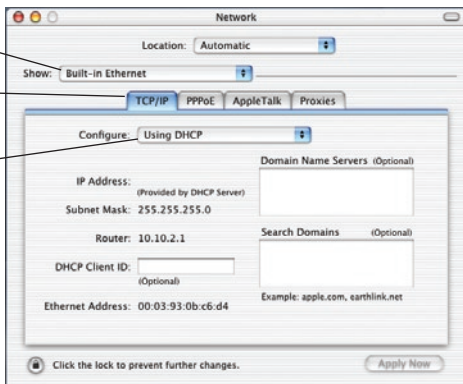 Network
Location: Automatic
Show: Built-in Ethernet
TCP/IP PPPoE AppleTalk Proxies
Configure: Using DHCP
Domain Name Servers (Optional)
IP Address:
(Provided by DHCP Server)
Subnet Mask: 255.255.255.0
Router: 10.10.2.1
Search Domains (Optional)
DHCP Client ID:
(Optional)
Example: apple.com, earthlink.net
Ethernet Address: 00:03:93:0b:c6:d4
Click the lock to prevent further changes.
Apply Now